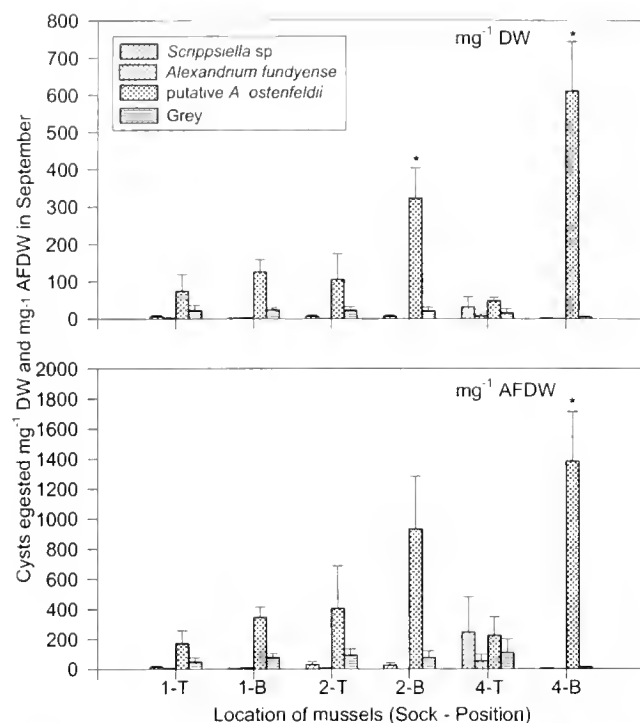 Cysts egested mg⁻¹ DW and mg-1 AFDW in September
800
700
600
500
400
300
200
100
0
Scrippsiella sp
Alexandrium fundyense
putative A ostenfeldii
Grey
mg⁻¹ DW
*
*
2000
1800
1600
1400
1200
1000
800
600
400
200
0
mg⁻¹ AFDW
*
1-T 1-B 2-T 2-B 4-T 4-B
Location of mussels (Sock - Position)